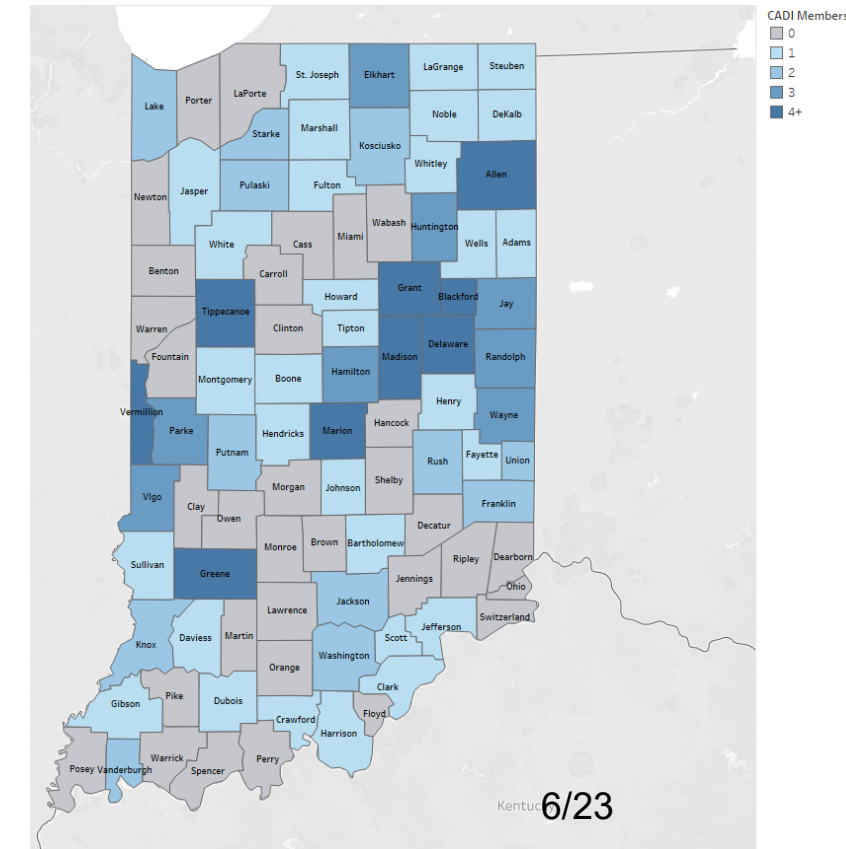 CADI Members
0
1
2
3
4+
St. Joseph
Elkhart
LaGrange
Steuben
LaPorte
Porter
Lake
Noble
DeKalb
Starke
Marshall
Kosciusko
Whitley
Allen
Newton
Jasper
Pulaski
Fulton
Wabash
Huntington
Miami
White
Cass
Wells
Adams
Benton
Carroll
Grant
Blackford
Howard
Jay
Tippecanoe
Warren
Clinton
Tipton
Delaware
Fountain
Madison
Randolph
Montgomery
Boone
Hamilton
Henry
Vermillion
Wayne
Parke
Hendricks
Marion
Hancock
Putnam
Rush
Fayette
Union
Shelby
Morgan
Johnson
Vigo
Clay
Franklin
Owen
Decatur
Monroe
Brown
Bartholomew
Ripley
Dearborn
Sullivan
Greene
Jennings
Ohio
Jackson
Lawrence
Switzerland
Jefferson
Knox
Daviess
Martin
Scott
Washington
Orange
Clark
Pike
Dubois
Gibson
Floyd
Crawford
Harrison
Warrick
Perry
Posey
Vanderburgh
Spencer
6/23